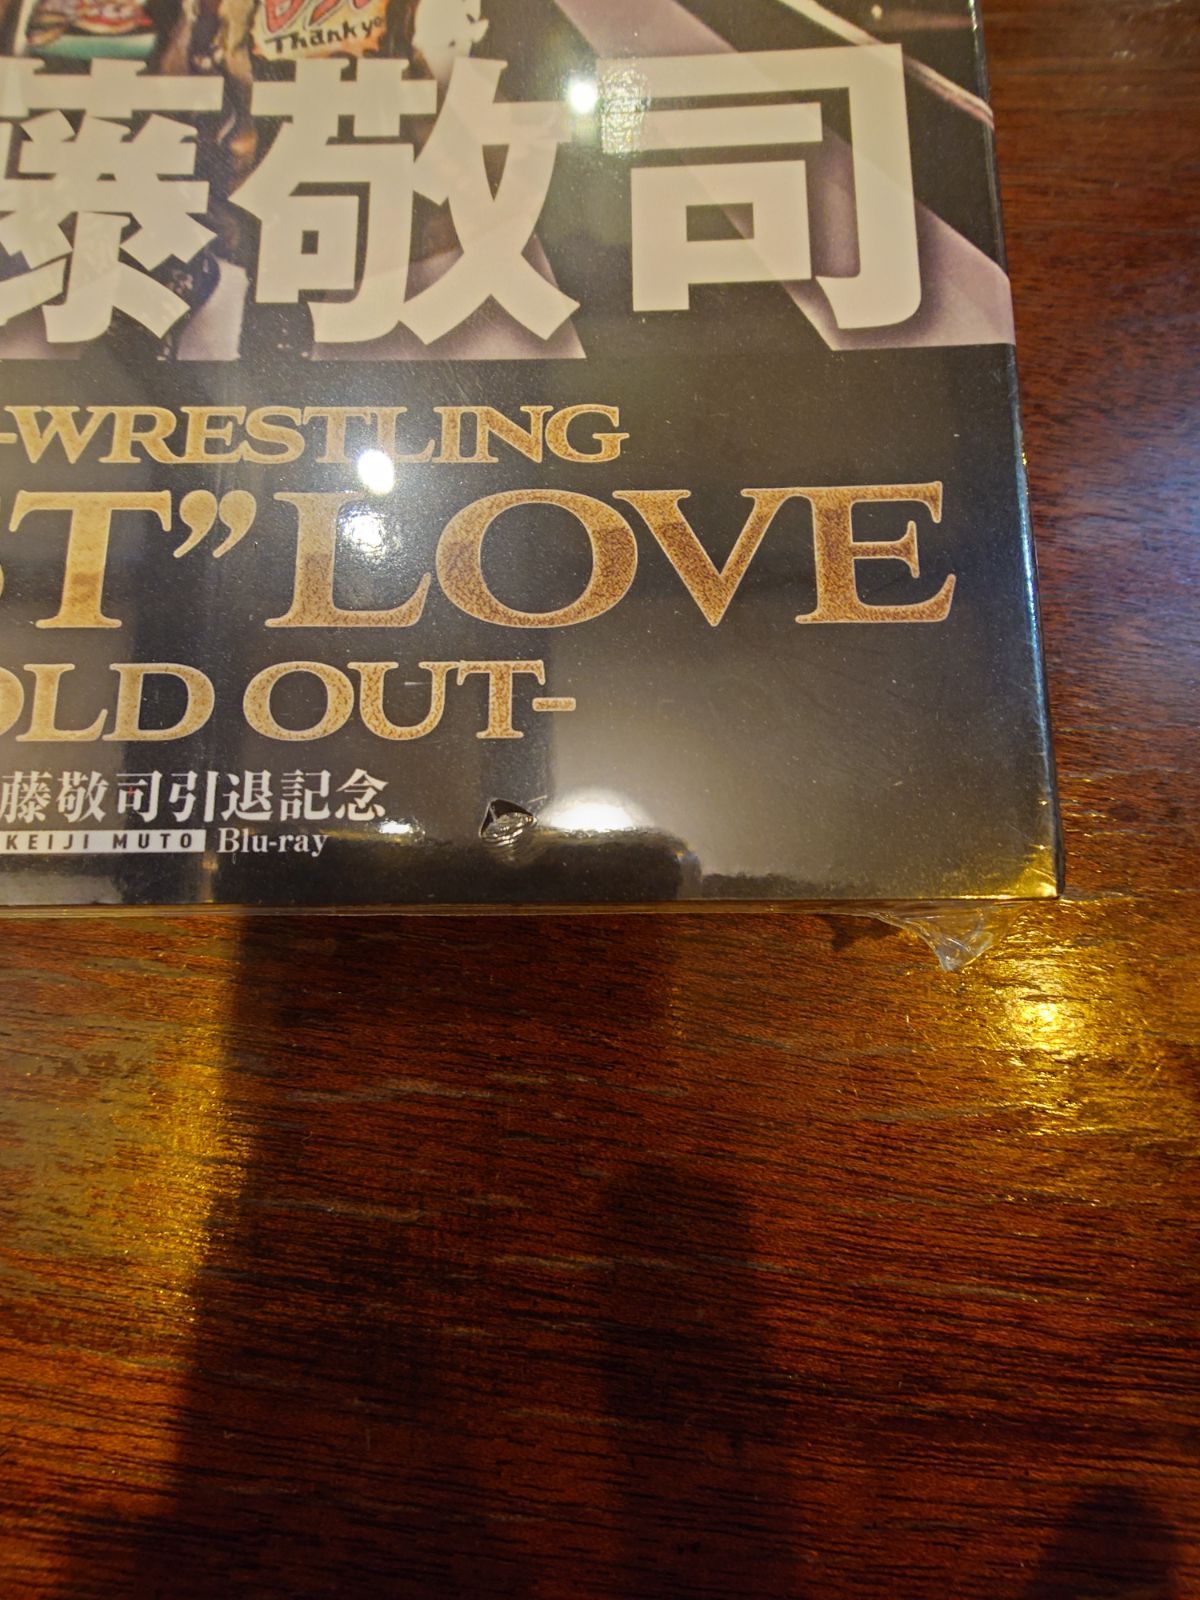 Thank yo
藤敬司
-WRESTLING
ST" LOVE
OLD OUT-
藤敬司引退記念
KEIJI MUTO Blu-ray